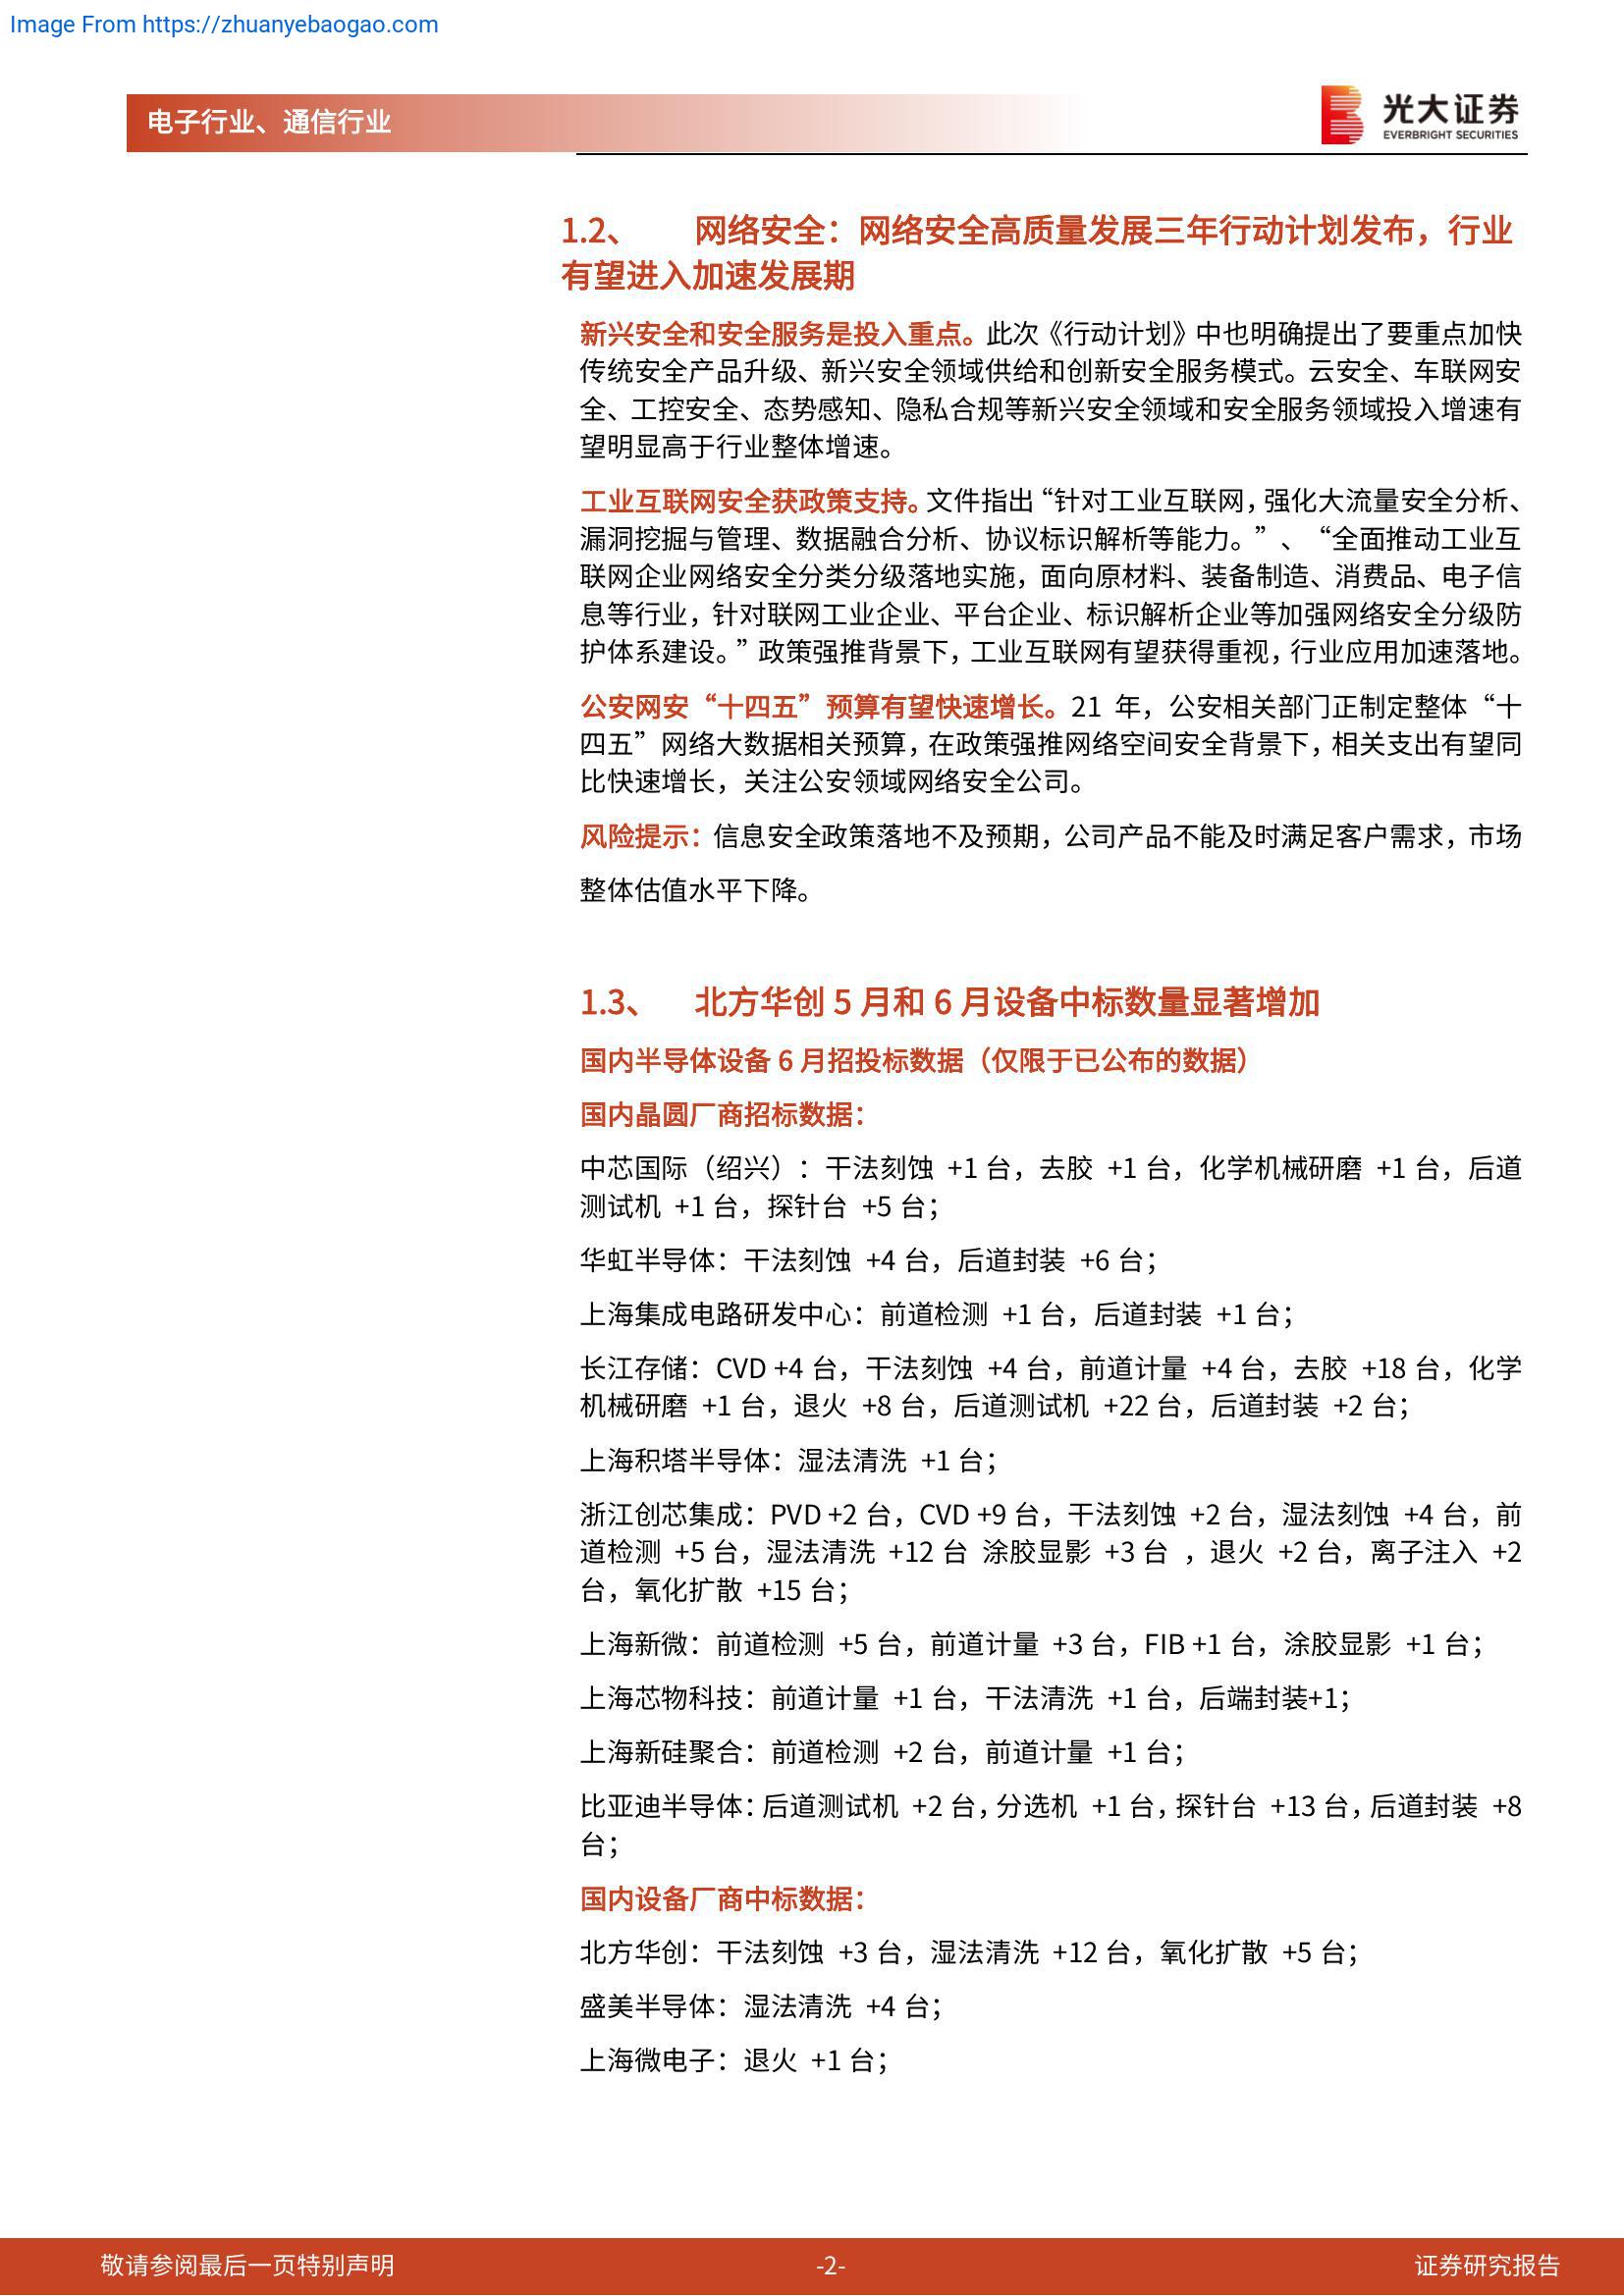 Image From https://zhuanyebaogao.com
电子行业、通信行业
光大证券
EVERBRIGHT SECURITIES
1.2、 网络安全：网络安全高质量发展三年行动计划发布，行业
有望进入加速发展期
新兴安全和安全服务是投入重点。此次《行动计划》中也明确提出了要重点加快
传统安全产品升级、新兴安全领域供给和创新安全服务模式。云安全、车联网安
全、工控安全、态势感知、隐私合规等新兴安全领域和安全服务领域投入增速有
望明显高于行业整体增速。
工业互联网安全获政策支持。文件指出“针对工业互联网，强化大流量安全分析、
漏洞挖掘与管理、数据融合分析、协议标识解析等能力。”、“全面推动工业互
联网企业网络安全分类分级落地实施，面向原材料、装备制造、消费品、电子信
息等行业，针对联网工业企业、平台企业、标识解析企业等加强网络安全分级防
护体系建设。”政策强推背景下，工业互联网有望获得重视，行业应用加速落地。
公安网安“十四五”预算有望快速增长。21 年，公安相关部门正制定整体“十
四五”网络大数据相关预算，在政策强推网络空间安全背景下，相关支出有望同
比快速增长，关注公安领域网络安全公司。
风险提示：信息安全政策落地不及预期，公司产品不能及时满足客户需求，市场
整体估值水平下降。
1.3、 北方华创 5 月和 6 月设备中标数量显著增加
国内半导体设备 6 月招投标数据（仅限于已公布的数据）
国内晶圆厂商招标数据：
中芯国际（绍兴）：干法刻蚀 +1 台，去胶 +1 台，化学机械研磨 +1 台，后道
测试机 +1 台，探针台 +5 台；
华虹半导体：干法刻蚀 +4 台，后道封装 +6 台；
上海集成电路研发中心：前道检测 +1 台，后道封装 +1 台；
长江存储：CVD +4 台，干法刻蚀 +4 台，前道计量 +4 台，去胶 +18 台，化学
机械研磨 +1 台，退火 +8 台，后道测试机 +22 台，后道封装 +2 台；
上海积塔半导体：湿法清洗 +1 台；
浙江创芯集成：PVD +2 台，CVD +9 台，干法刻蚀 +2 台，湿法刻蚀 +4 台，前
道检测 +5 台，湿法清洗 +12 台 涂胶显影 +3 台 ，退火 +2 台，离子注入 +2
台，氧化扩散 +15 台；
上海新微：前道检测 +5 台，前道计量 +3 台，FIB +1 台，涂胶显影 +1 台；
上海芯物科技：前道计量 +1 台，干法清洗 +1 台，后端封装+1；
上海新硅聚合：前道检测 +2 台，前道计量 +1 台；
比亚迪半导体：后道测试机 +2 台，分选机 +1 台，探针台 +13 台，后道封装 +8
台；
国内设备厂商中标数据：
北方华创：干法刻蚀 +3 台，湿法清洗 +12 台，氧化扩散 +5 台；
盛美半导体：湿法清洗 +4 台；
上海微电子：退火 +1 台；
敬请参阅最后一页特别声明
-2-
证券研究报告